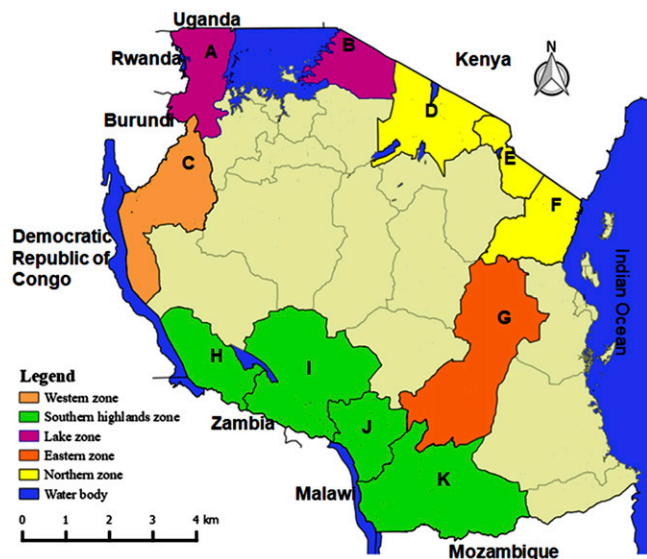 Uganda
A
B
N
Rwanda
Kenya
D
Burundi
E
C
F
Democratic
Republic of
Congo
Indian Ocean
G
H
I
Legend
Western zone
Southern highlands zone
Lake zone
Eastern zone
Northern zone
Water body
Zambia
J
K
Malawi
0 1 2 3 4 km
Mozambique